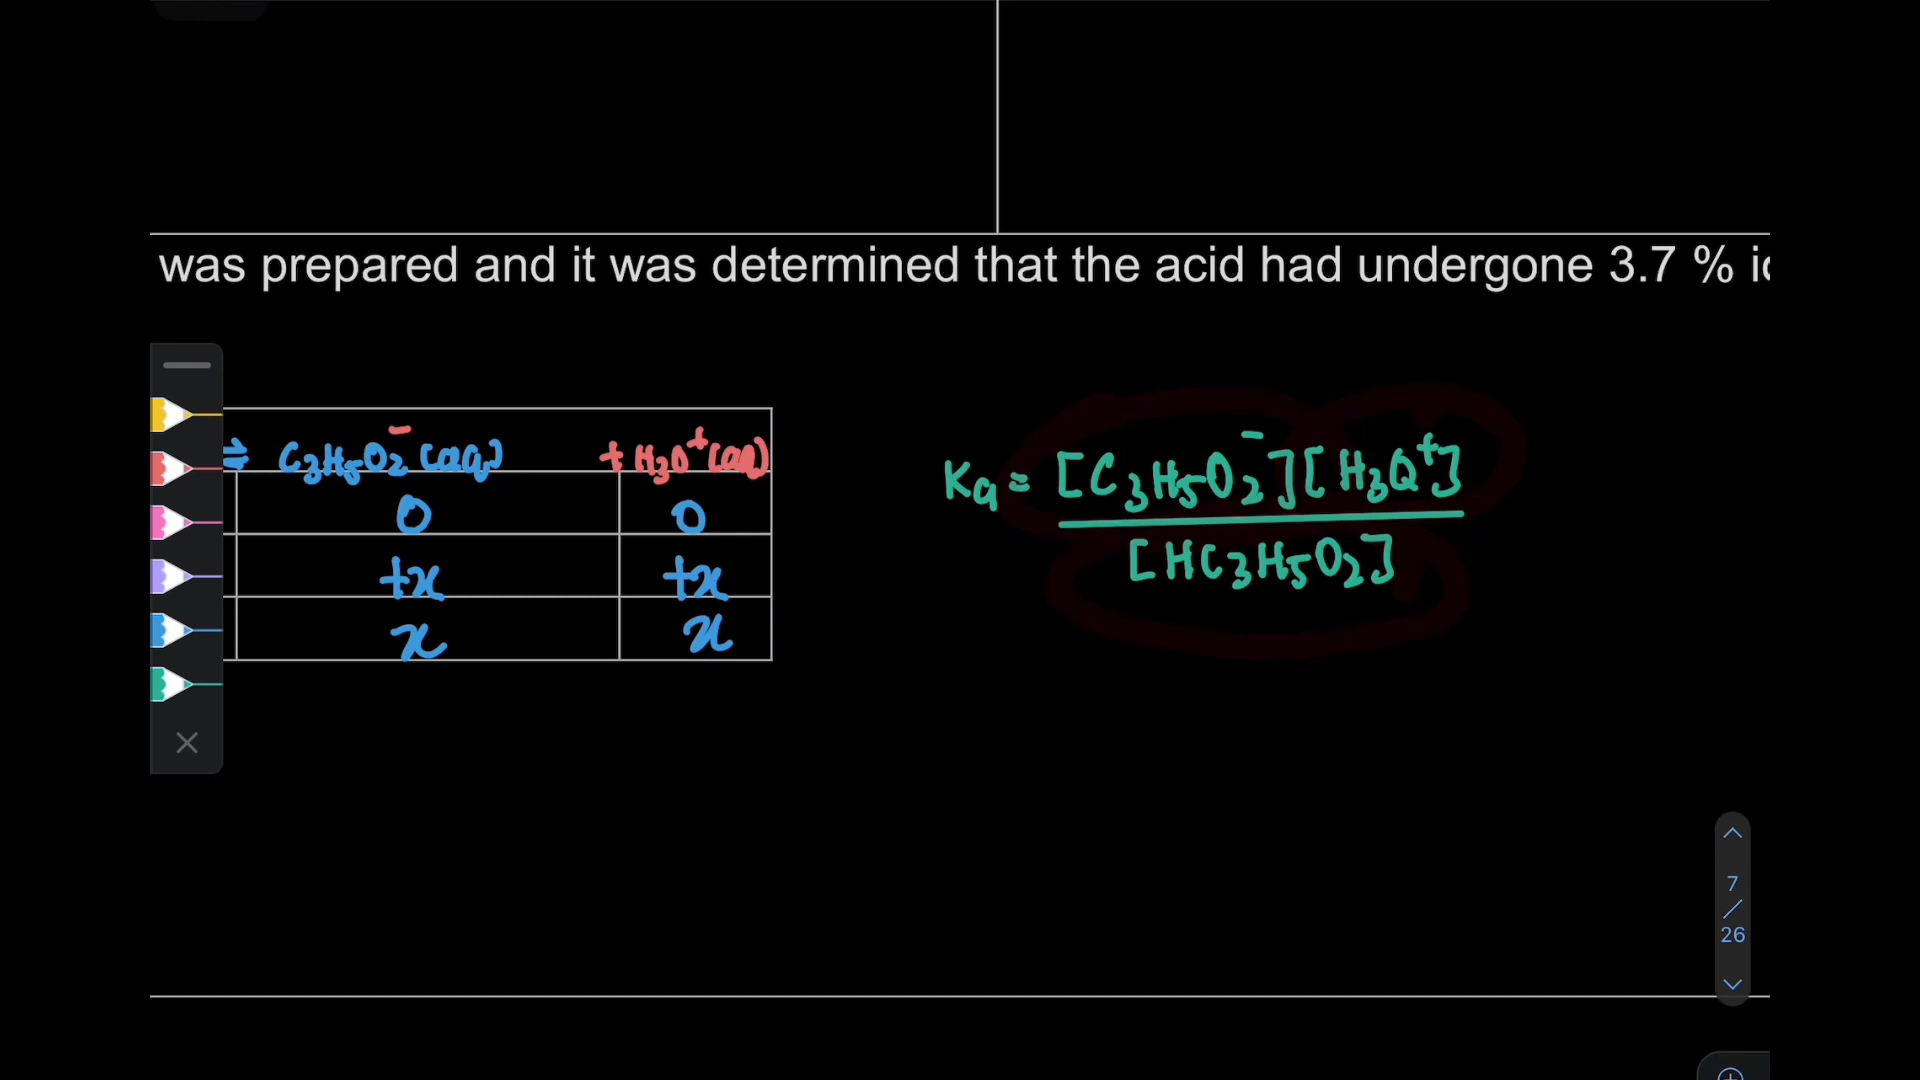 was prepared and it was determined that the acid had undergone 3.7 %
⇌ C₃H₅O₂⁻(aq) + H₃O⁺(aq)
0 0
+x +x
x x
Ka = [C₃H₅O₂⁻][H₃O⁺]
[HC₃H₅O₂]
7
/
26